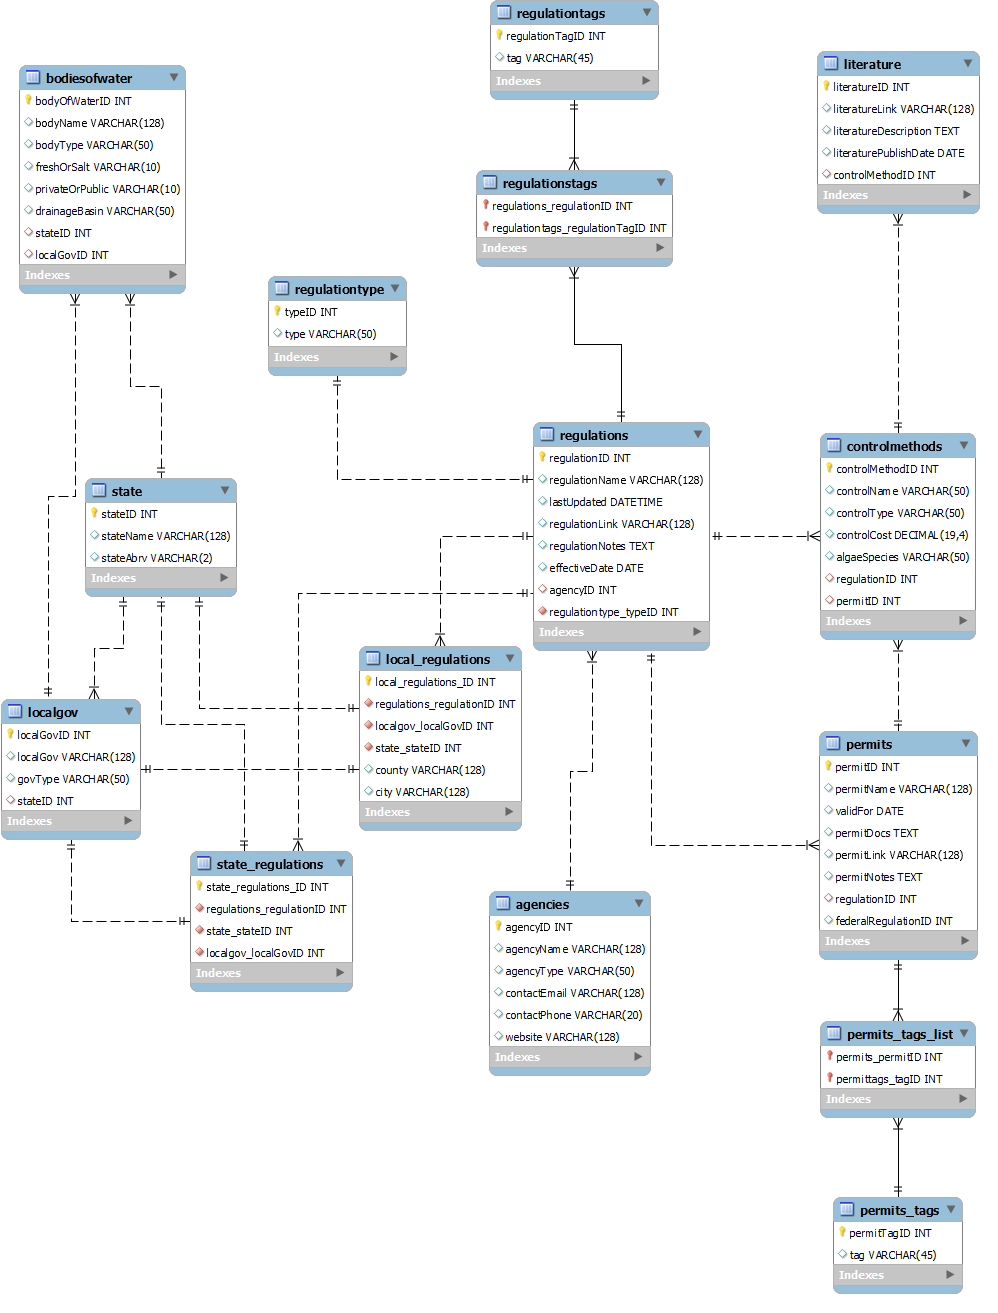 regulationtags
regulationTagID INT
tag VARCHAR(45)
Indexes
bodiesofwater
bodyOfWaterID INT
bodyName VARCHAR(128)
bodyType VARCHAR(50)
freshOrSalt VARCHAR(10)
privateOrPublic VARCHAR(10)
drainageBasin VARCHAR(50)
stateID INT
localGovID INT
Indexes
literature
literatureID INT
literatureLink VARCHAR(128)
literatureDescription TEXT
literaturePublishDate DATE
controlMethodID INT
Indexes
regulationstags
regulations_regulationID INT
regulationtags_regulationTagID INT
Indexes
regulationtype
typeID INT
type VARCHAR(50)
Indexes
regulations
regulationID INT
regulationName VARCHAR(128)
lastUpdated DATETIME
regulationLink VARCHAR(128)
regulationNotes TEXT
effectiveDate DATE
agencyID INT
regulationtype_typeID INT
Indexes
controlmethods
controlMethodID INT
controlName VARCHAR(50)
controlType VARCHAR(50)
controlCost DECIMAL(19,4)
algaeSpecies VARCHAR(50)
regulationID INT
permitID INT
Indexes
state
stateID INT
stateName VARCHAR(128)
stateAbrv VARCHAR(2)
Indexes
local_regulations
local_regulations_ID INT
regulations_regulationID INT
localgov_localGovID INT
state_stateID INT
county VARCHAR(128)
city VARCHAR(128)
Indexes
localgov
localGovID INT
localGov VARCHAR(128)
govType VARCHAR(50)
stateID INT
Indexes
permits
permitID INT
permitName VARCHAR(128)
validFor DATE
permitDocs TEXT
permitLink VARCHAR(128)
permitNotes TEXT
regulationID INT
federalRegulationID INT
Indexes
state_regulations
state_regulations_ID INT
regulations_regulationID INT
state_stateID INT
localgov_localGovID INT
Indexes
agencies
agencyID INT
agencyName VARCHAR(128)
agencyType VARCHAR(50)
contactEmail VARCHAR(128)
contactPhone VARCHAR(20)
website VARCHAR(128)
Indexes
permits_tags_list
permits_permitID INT
permittags_tagID INT
Indexes
permits_tags
permitTagID INT
tag VARCHAR(45)
Indexes